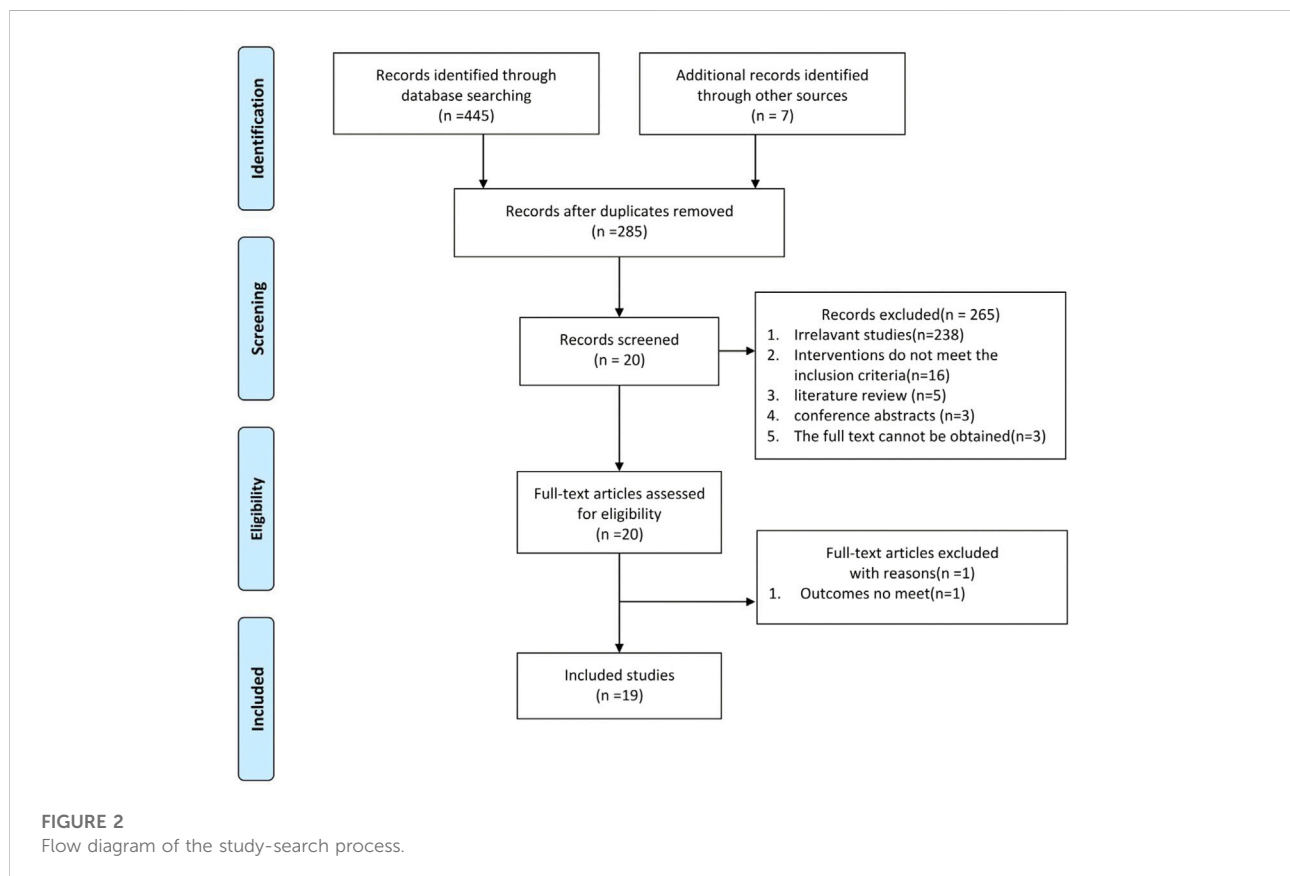 Identification
Records identified through
database searching
(n =445)
Additional records identified
through other sources
(n = 7)
Records after duplicates removed
(n =285)
Screening
Records screened
(n = 20)
Records excluded(n = 265)
1. Irrelavant studies(n=238)
2. Interventions do not meet the
inclusion criteria(n=16)
3. literature review (n=5)
4. conference abstracts (n=3)
5. The full text cannot be obtained(n=3)
Eligibility
Full-text articles assessed
for eligibility
(n =20)
Full-text articles excluded
with reasons(n =1)
1. Outcomes no meet(n=1)
Included
Included studies
(n =19)
FIGURE 2
Flow diagram of the study-search process.